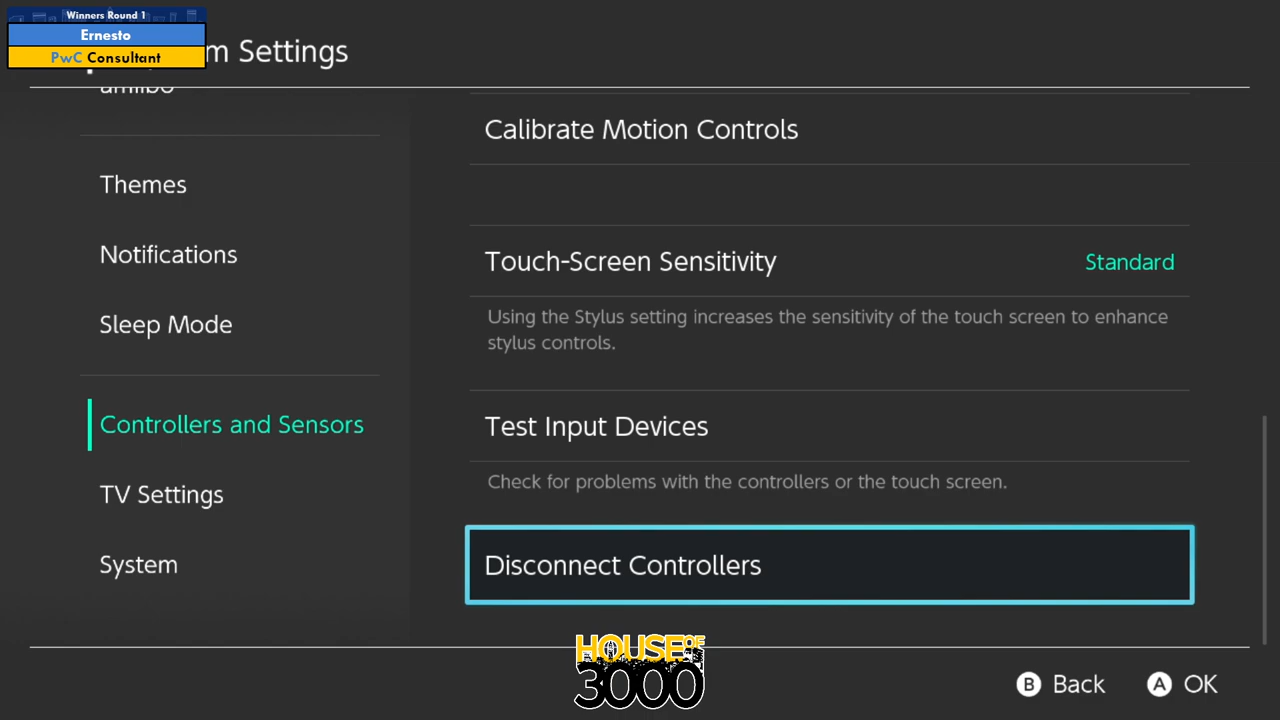 Winners Round 1
Ernesto
PwC Consultant
m Settings
amiibo
Themes
Notifications
Sleep Mode
Controllers and Sensors
TV Settings
System
Calibrate Motion Controls
Touch-Screen Sensitivity Standard
Using the Stylus setting increases the sensitivity of the touch screen to enhance
stylus controls.
Test Input Devices
Check for problems with the controllers or the touch screen.
Disconnect Controllers
HOUSE OF
3000
B Back A OK